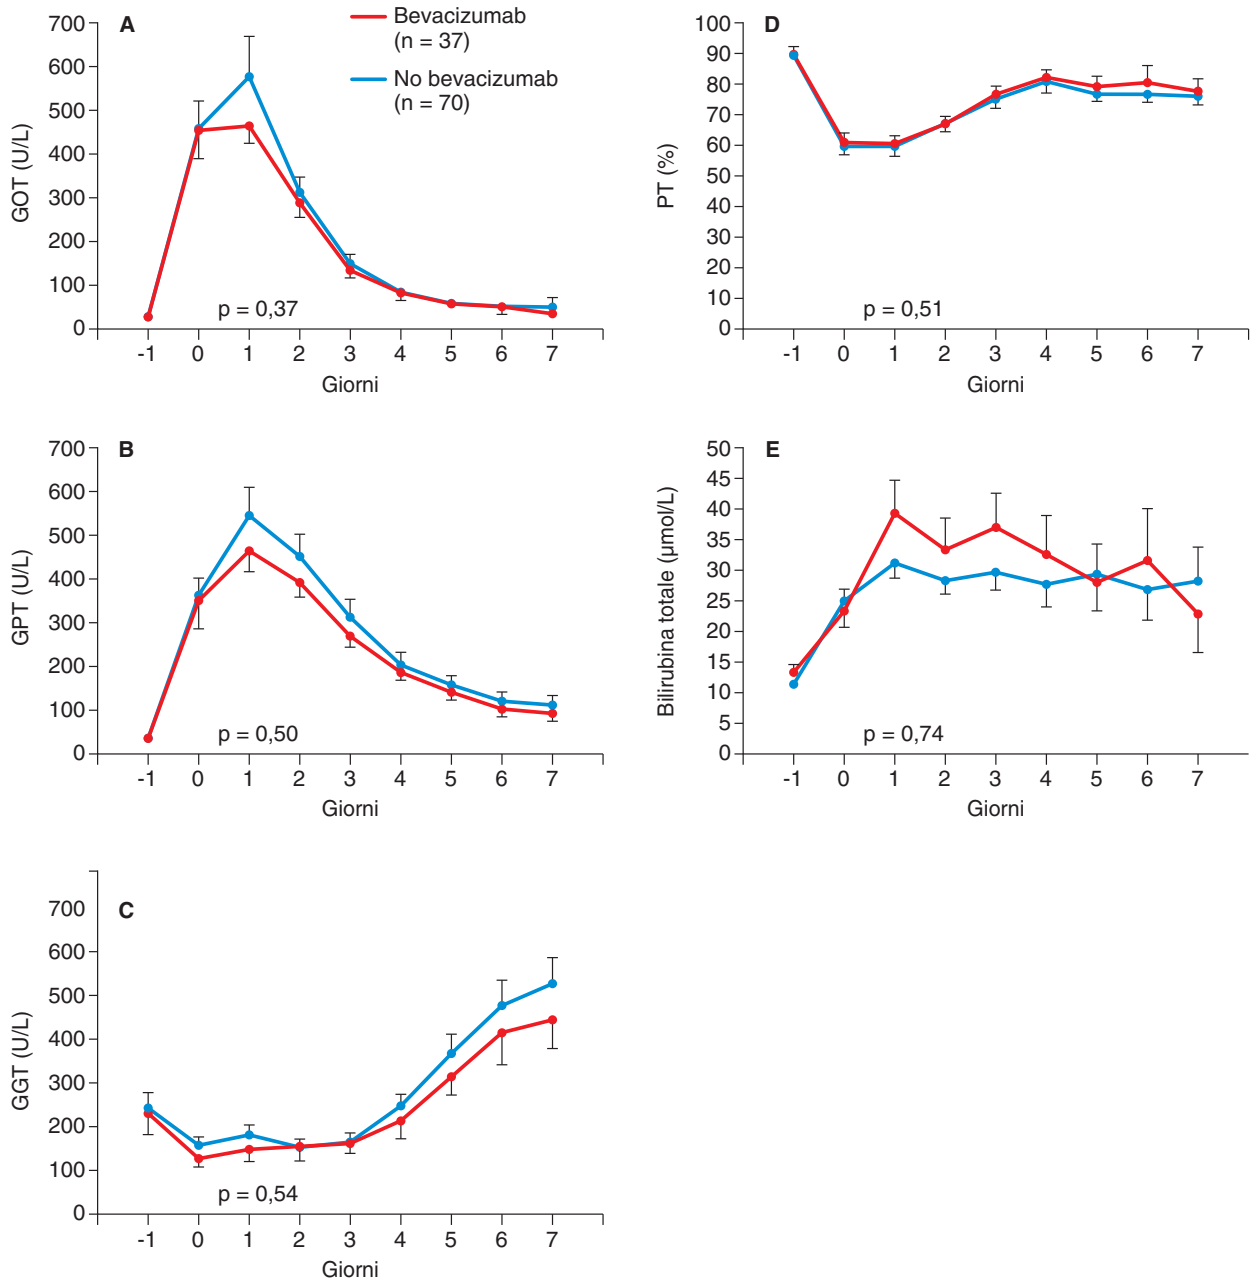 A
Bevacizumab
(n = 37)
No bevacizumab
(n = 70)
GOT (U/L)
700
600
500
400
300
200
100
0
p = 0,37
-1 0 1 2 3 4 5 6 7
Giorni
B
GPT (U/L)
700
600
500
400
300
200
100
0
p = 0,50
-1 0 1 2 3 4 5 6 7
Giorni
C
GGT (U/L)
700
600
500
400
300
200
100
0
p = 0,54
-1 0 1 2 3 4 5 6 7
Giorni
D
PT (%)
100
90
80
70
60
50
40
30
20
10
0
p = 0,51
-1 0 1 2 3 4 5 6 7
Giorni
E
Bilirubina totale (µmol/L)
50
45
40
35
30
25
20
15
10
5
0
p = 0,74
-1 0 1 2 3 4 5 6 7
Giorni